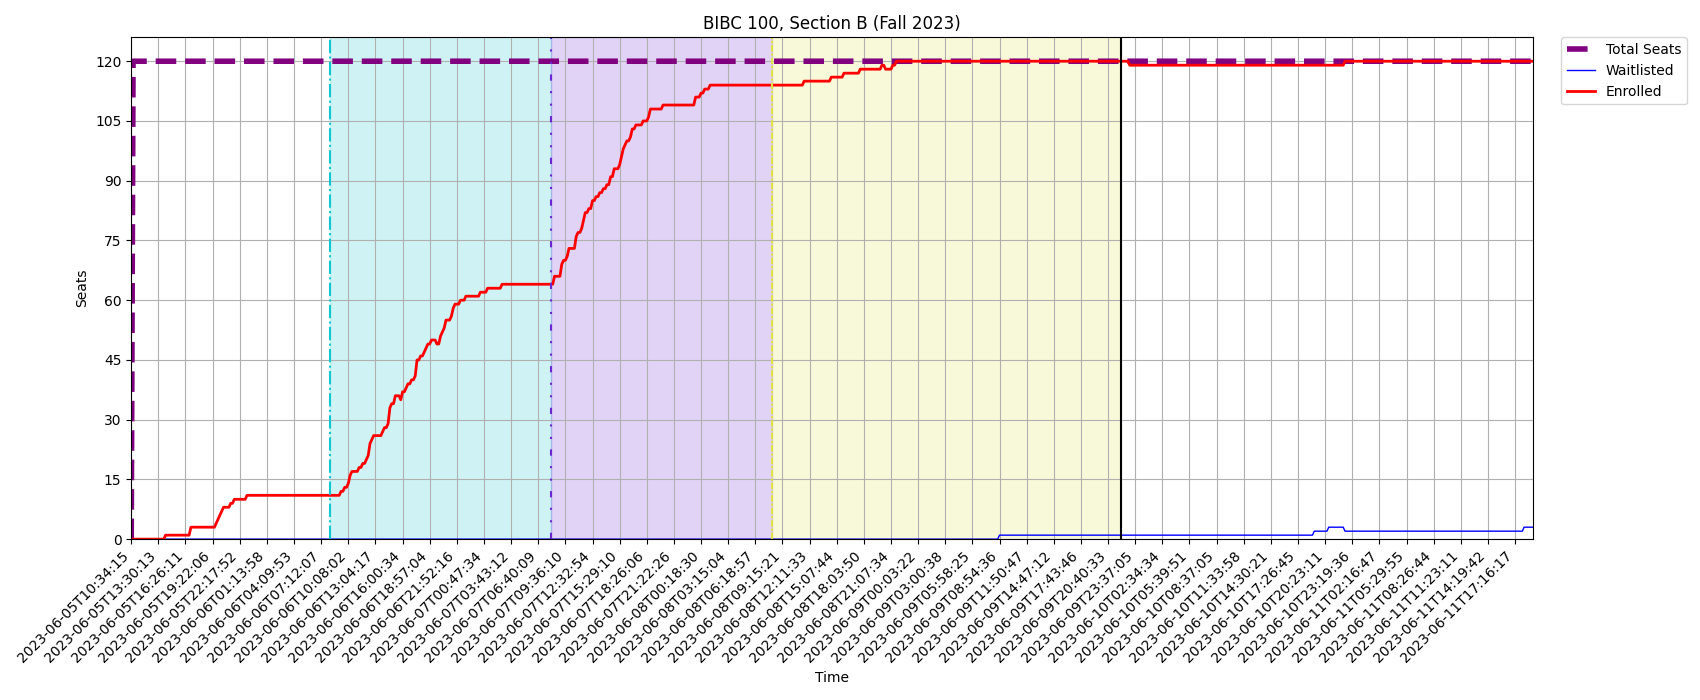 BIBC 100, Section B (Fall 2023)
Total Seats
Waitlisted
Enrolled
120
105
90
75
60
45
30
15
0
Seats
2023-06-05T10:34:15
2023-06-05T13:30:13
2023-06-05T16:26:11
2023-06-05T19:22:06
2023-06-05T22:17:52
2023-06-06T01:13:58
2023-06-06T04:09:53
2023-06-06T07:12:07
2023-06-06T10:08:02
2023-06-06T13:04:17
2023-06-06T16:00:34
2023-06-06T18:57:04
2023-06-06T21:52:16
2023-06-07T00:47:34
2023-06-07T03:43:12
2023-06-07T06:40:09
2023-06-07T09:36:10
2023-06-07T12:32:54
2023-06-07T15:29:10
2023-06-07T18:26:06
2023-06-07T21:22:26
2023-06-08T00:18:30
2023-06-08T03:15:04
2023-06-08T06:18:57
2023-06-08T09:15:21
2023-06-08T12:11:33
2023-06-08T15:07:44
2023-06-08T18:03:50
2023-06-08T21:07:34
2023-06-09T00:03:22
2023-06-09T03:00:38
2023-06-09T05:58:25
2023-06-09T08:54:36
2023-06-09T11:50:47
2023-06-09T14:47:12
2023-06-09T17:43:46
2023-06-09T20:40:33
2023-06-09T23:37:05
2023-06-10T02:34:34
2023-06-10T05:39:51
2023-06-10T08:37:05
2023-06-10T11:33:58
2023-06-10T14:30:21
2023-06-10T17:26:45
2023-06-10T20:23:11
2023-06-10T23:19:36
2023-06-11T02:16:47
2023-06-11T05:29:55
2023-06-11T08:26:44
2023-06-11T11:23:11
2023-06-11T14:19:42
2023-06-11T17:16:17
Time